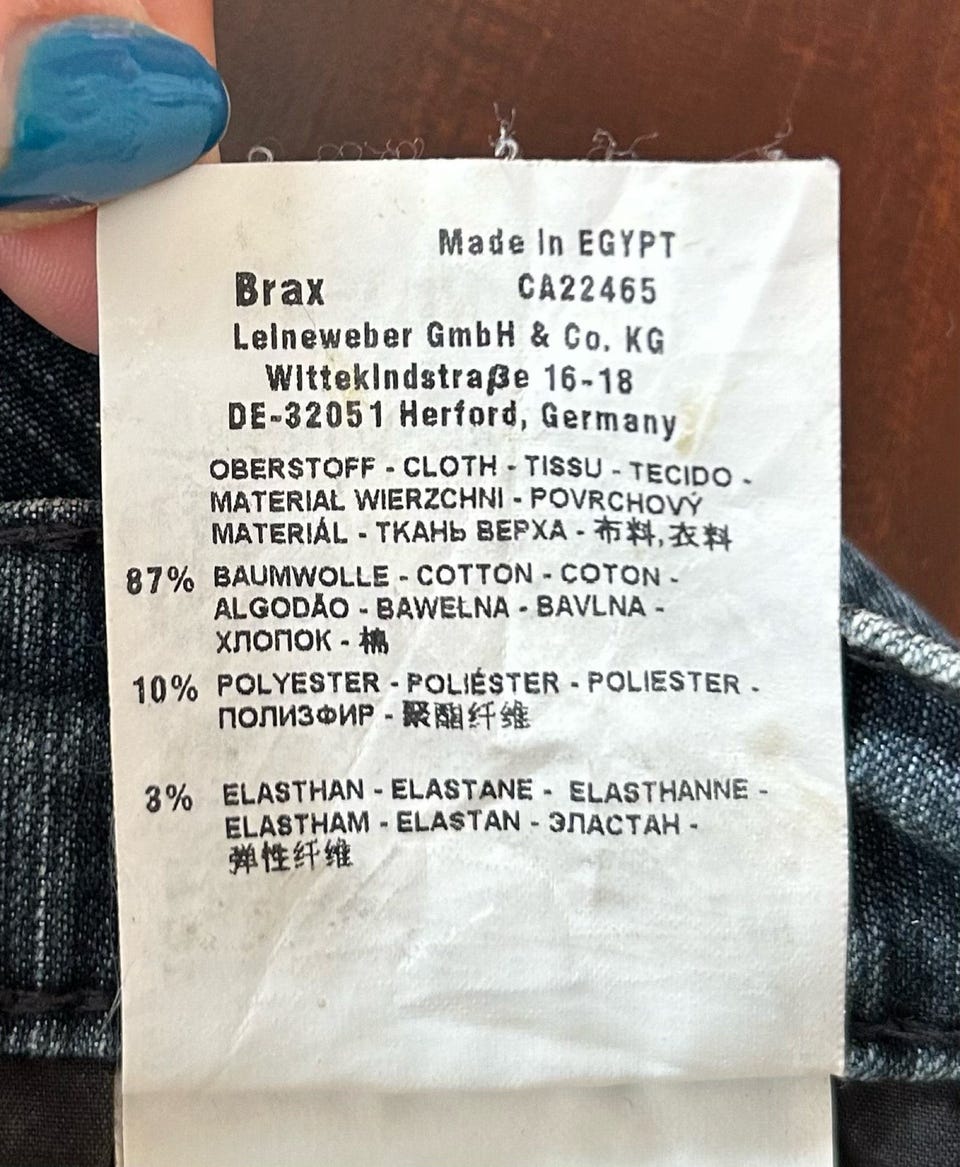 Made in EGYPT
Brax CA22465
Leineweber GmbH & Co. KG
Wittekindstraße 16-18
DE-32051 Herford, Germany
OBERSTOFF - CLOTH - TISSU - TECIDO -
MATERIAŁ WIERZCHNI - POVRCHOVÝ
MATERIÁL - ТКАНЬ ВЕРХА - 布料,衣料
87% BAUMWOLLE - COTTON - COTON -
ALGODÃO - BAWEŁNA - BAVLNA -
ХЛОПОК - 棉
10% POLYESTER - POLIÉSTER - POLIESTER -
ПОЛИЗФИР - 聚酯纤维
3% ELASTHAN - ELASTANE - ELASTHANNE -
ELASTHAM - ELASTAN - ЭЛАСТАН -
弹性纤维